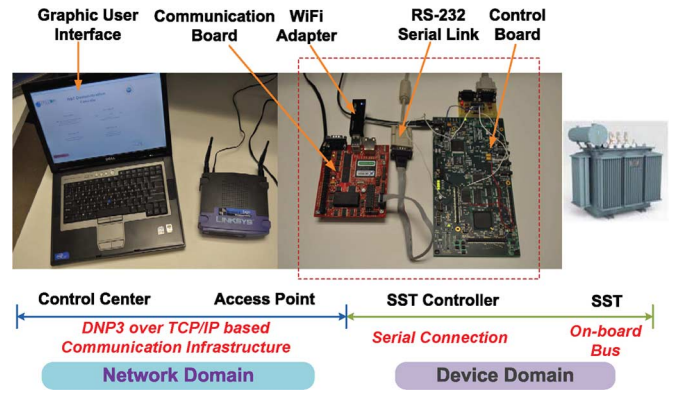 Graphic User
Interface
Communication
Board
WiFi
Adapter
RS-232
Serial Link
Control
Board
LINKSYS
Control Center
Access Point
SST Controller
SST
DNP3 over TCP/IP based
Communication Infrastructure
Serial Connection
On-board
Bus
Network Domain
Device Domain